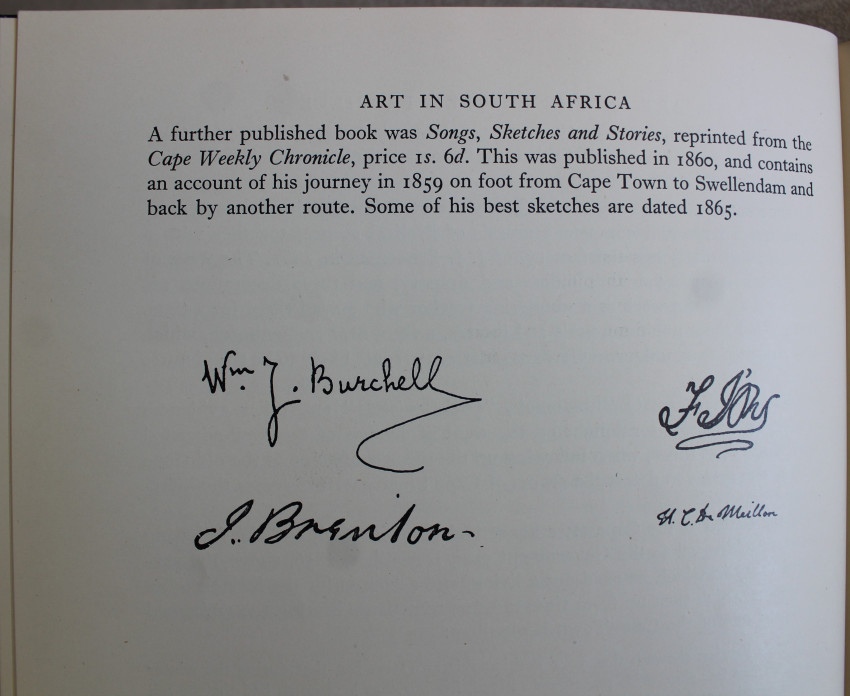 ART IN SOUTH AFRICA
A further published book was Songs, Sketches and Stories, reprinted from the
Cape Weekly Chronicle, price 1s. 6d. This was published in 1860, and contains
an account of his journey in 1859 on foot from Cape Town to Swellendam and
back by another route. Some of his best sketches are dated 1865.
Wm. J. Burchell
J. Brenton
H. C. De Meillon